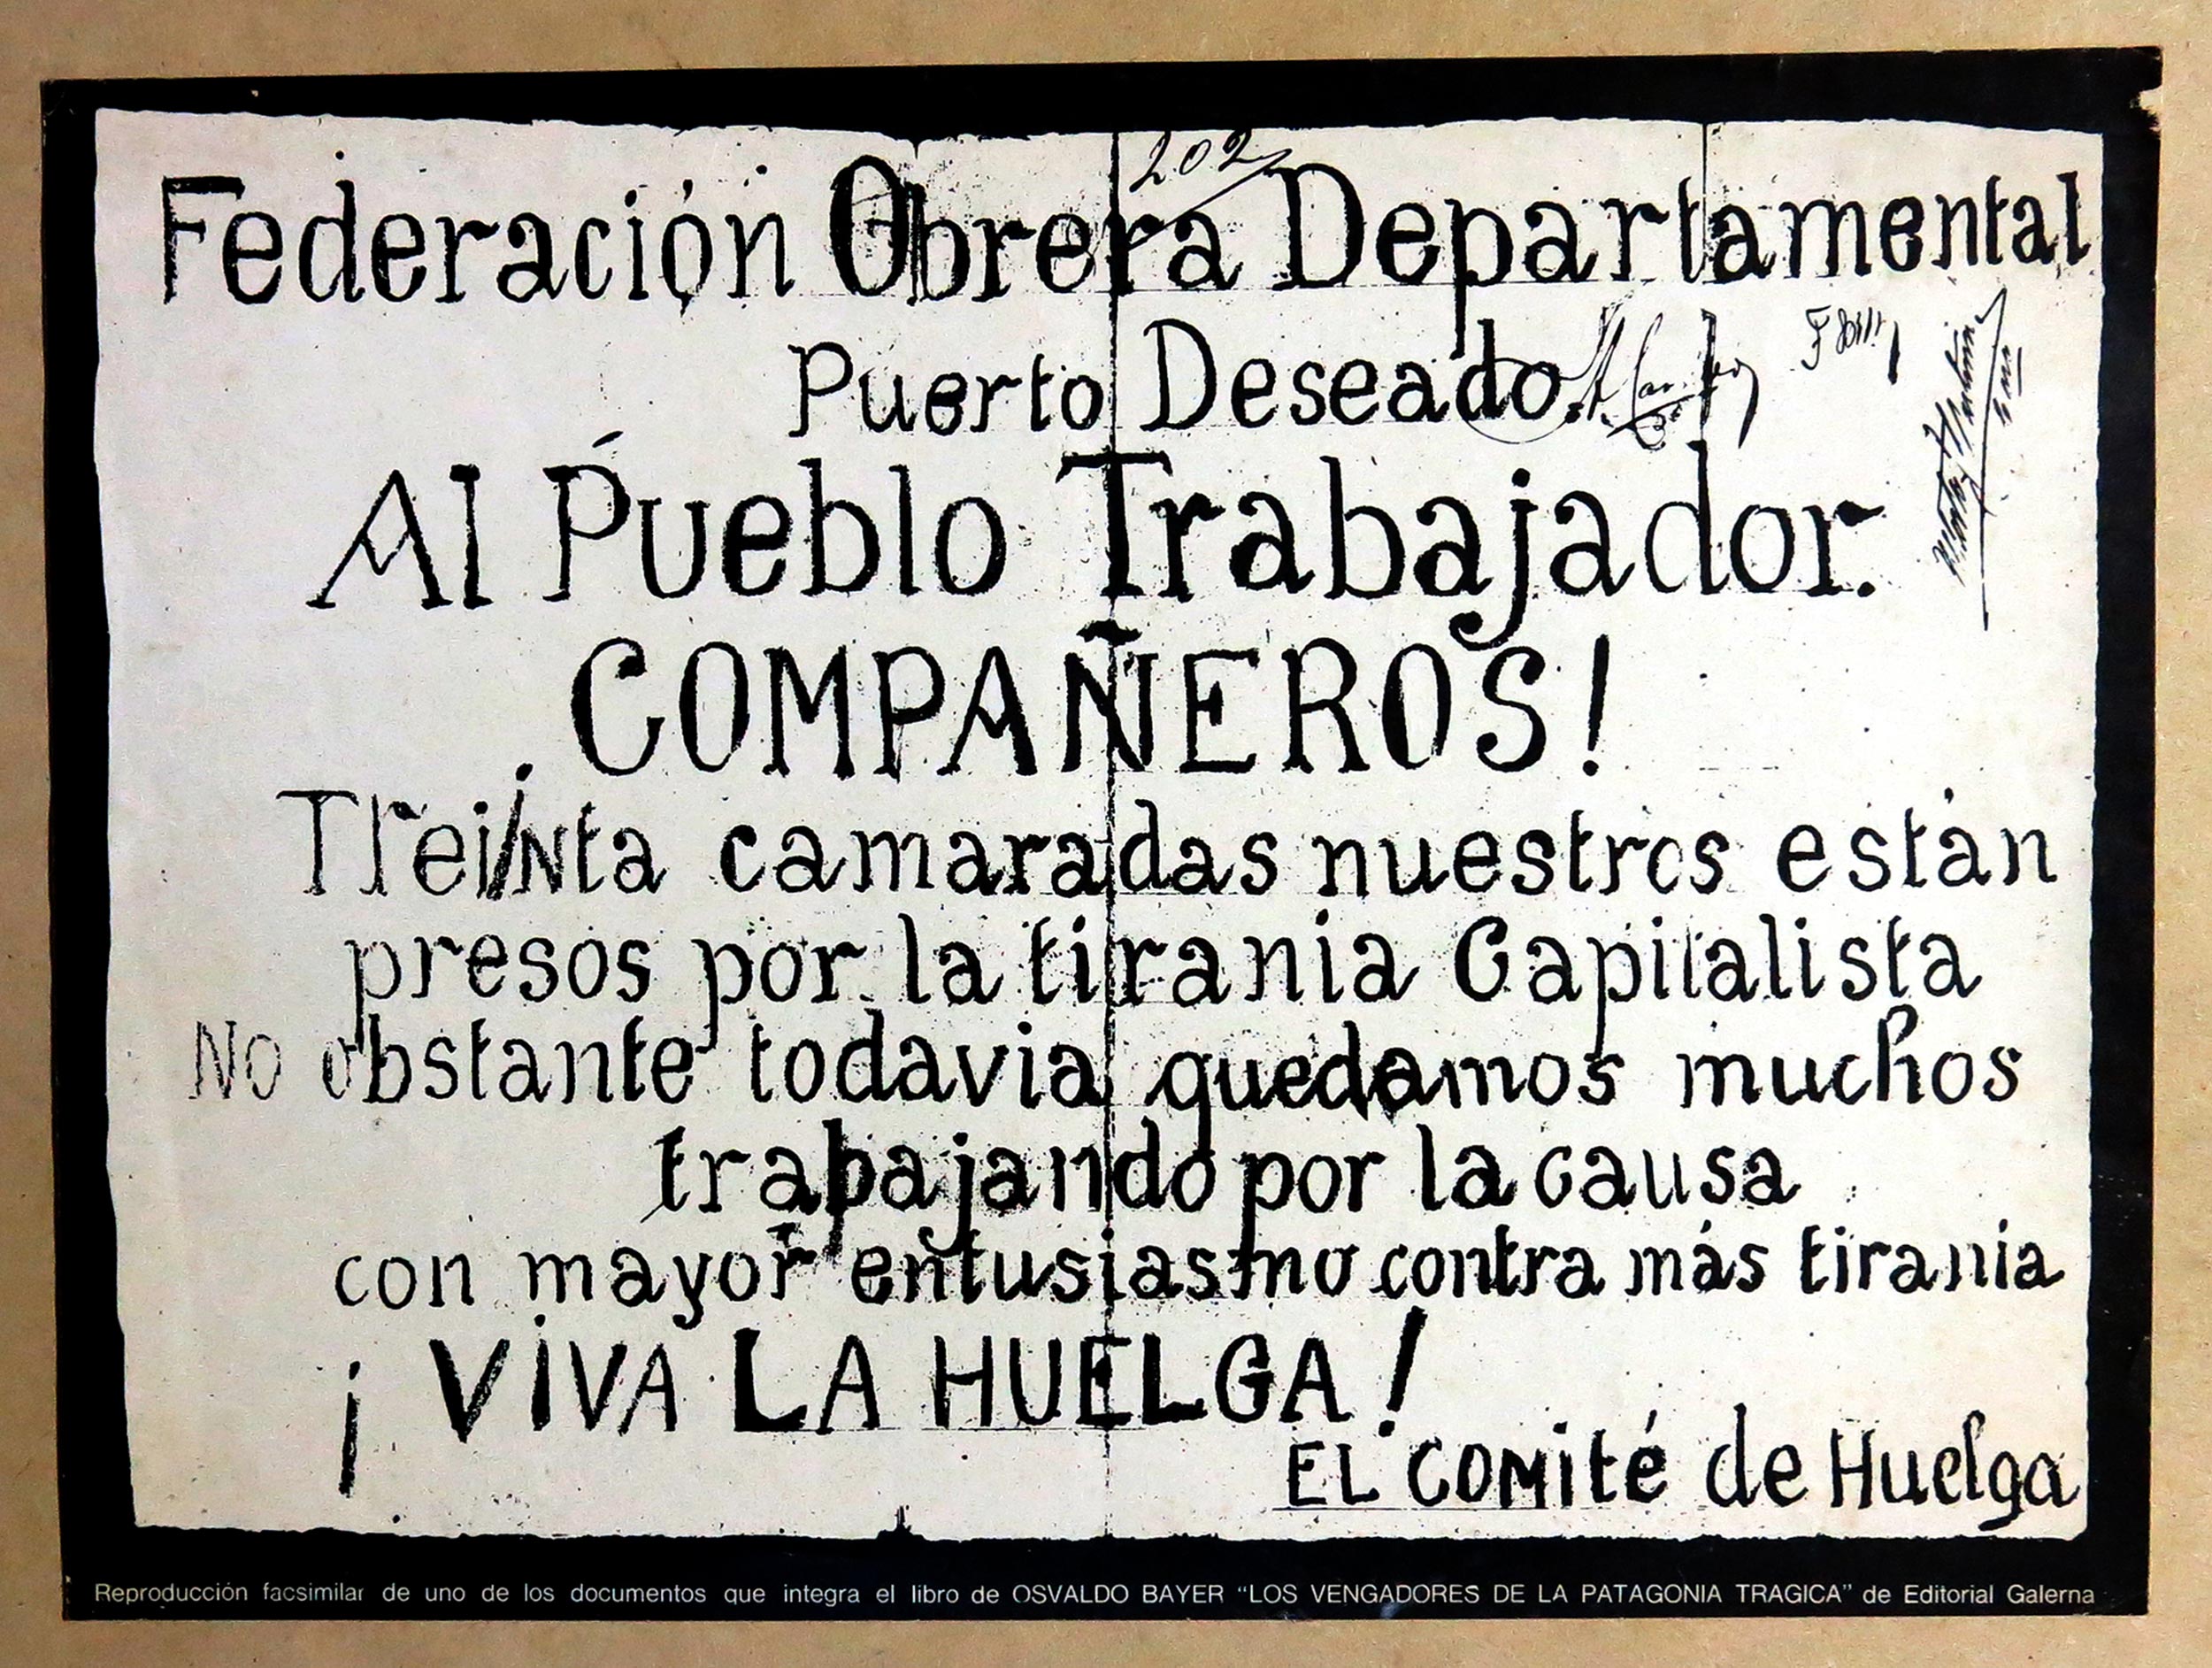 202
Federación Obrera Departamental
Puerto Deseado.
Al Pueblo Trabajador.
COMPAÑEROS!
Treinta camaradas nuestros están
presos por la tirania Capitalista
No obstante todavia quedamos muchos
trabajando por la causa
con mayor entusiasmo contra más tirania
¡VIVA LA HUELGA!
EL COMité de Huelga
Reproducción facsimilar de uno de los documentos que integra el libro de OSVALDO BAYER “LOS VENGADORES DE LA PATAGONIA TRAGICA” de Editorial Galerna